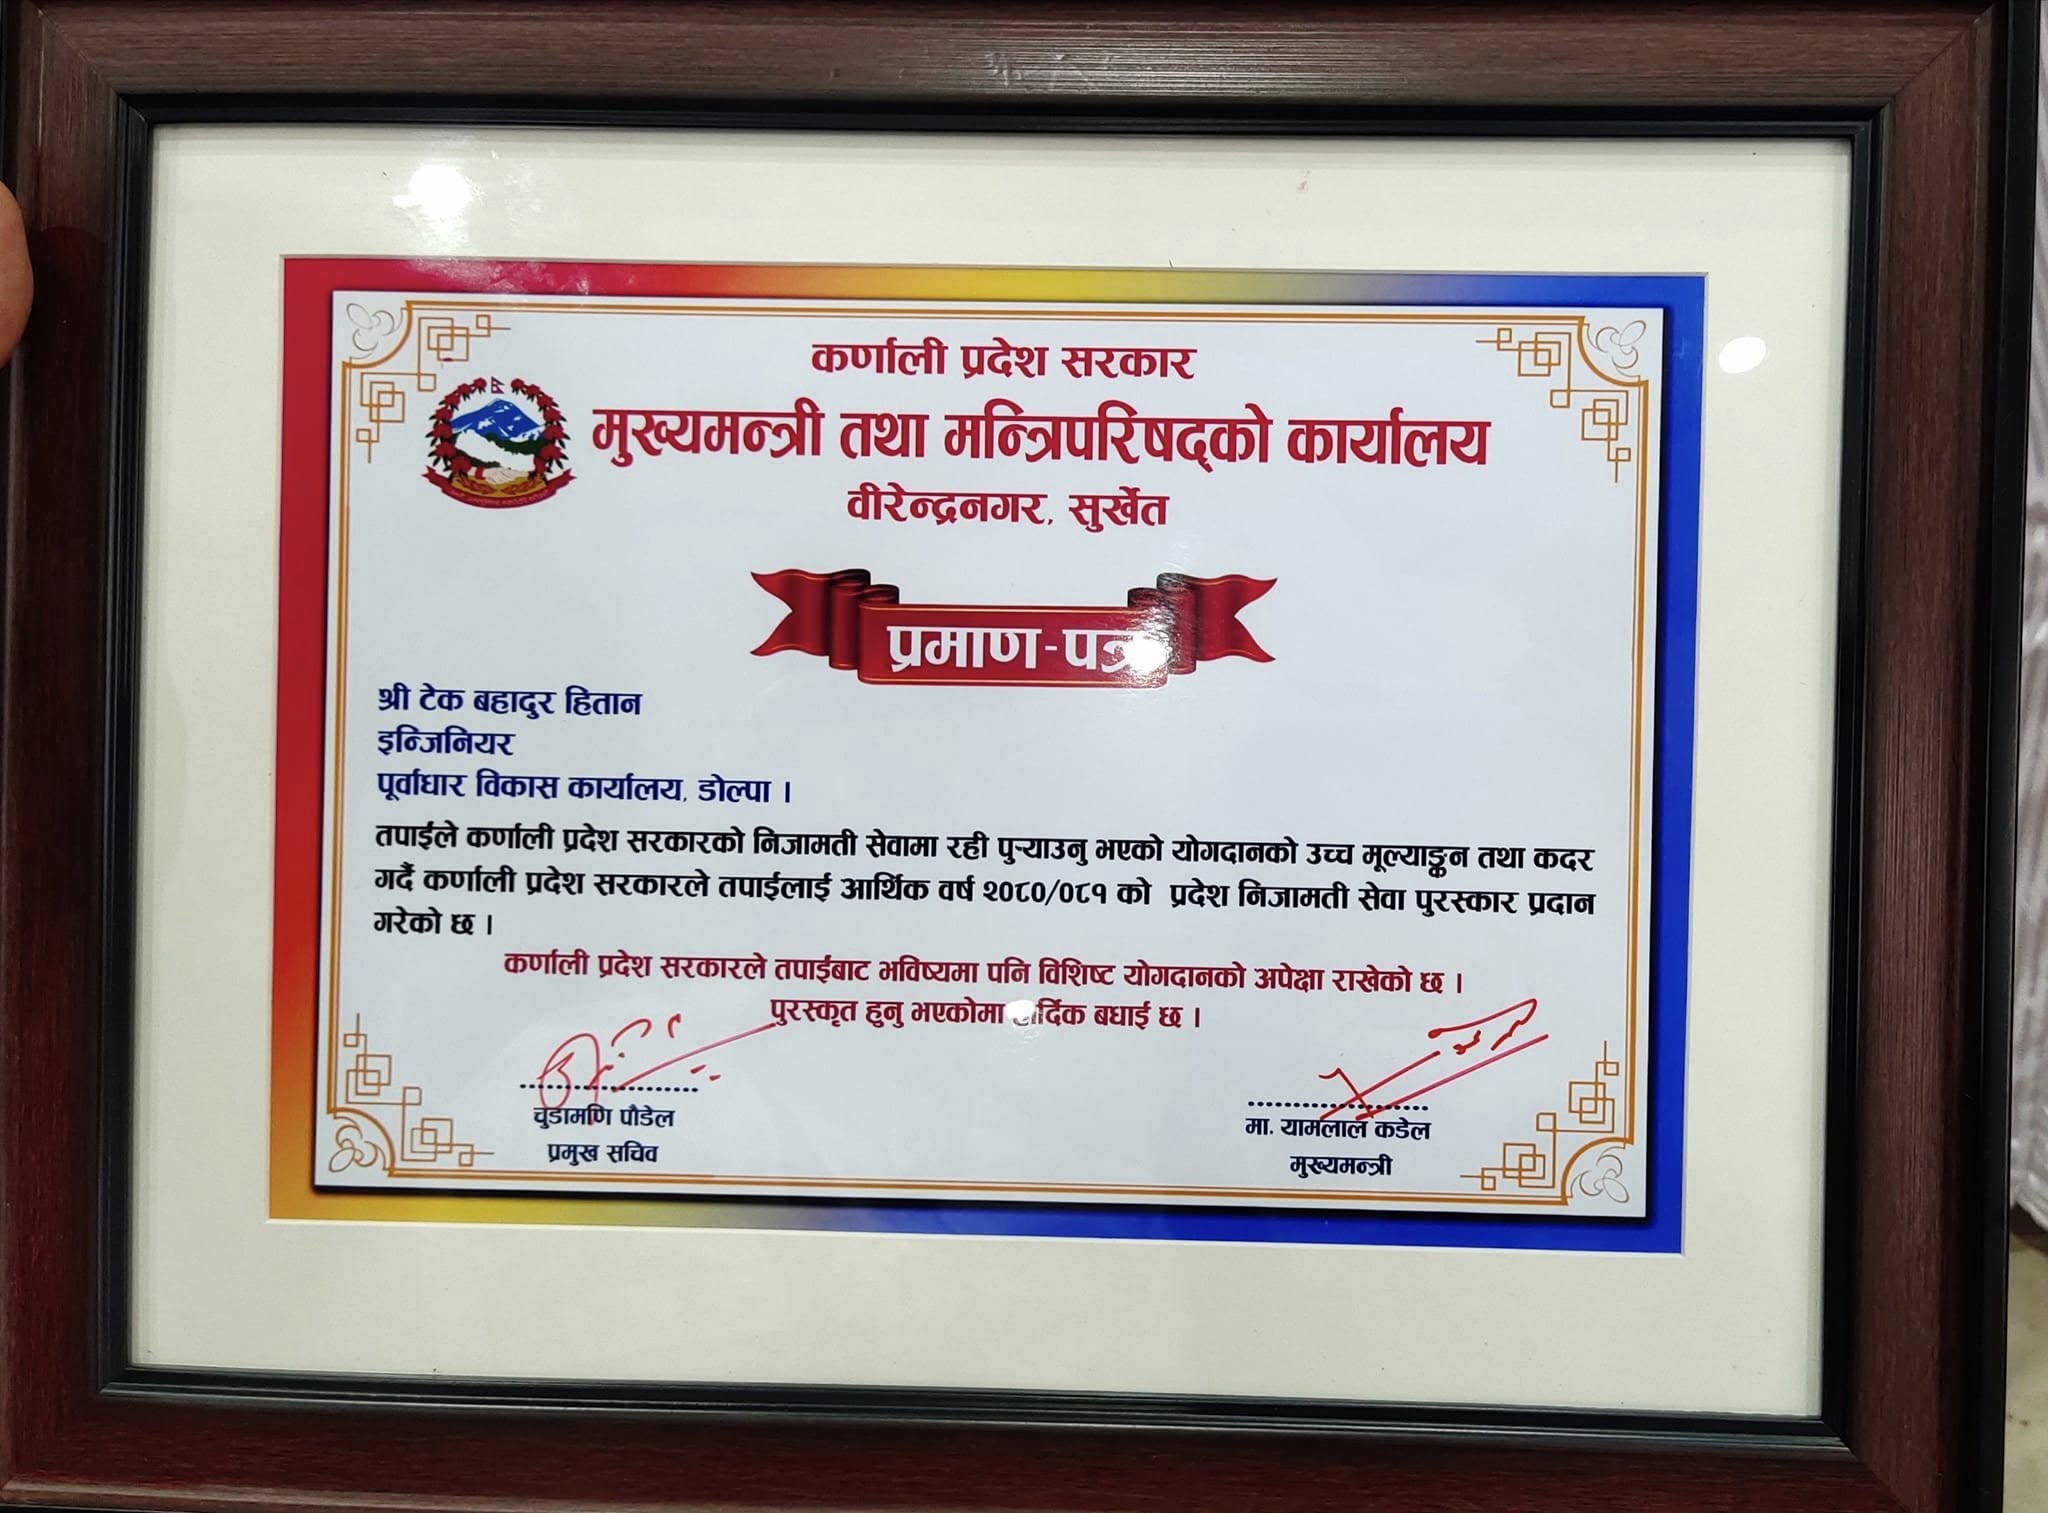 कर्णाली प्रदेश सरकार
मुख्यमन्त्री तथा मन्त्रिपरिषद्को कार्यालय
वीरेन्द्रनगर, सुर्खेत
प्रमाण-पत्र
श्री टेक बहादुर हितान
इन्जिनियर
पूर्वाधार विकास कार्यालय, डोल्पा ।
तपाईले कर्णाली प्रदेश सरकारको निजामती सेवामा रही पुऱ्याउनु भएको योगदानको उच्च मूल्याङ्कन तथा कदर
गर्दै कर्णाली प्रदेश सरकारले तपाईलाई आर्थिक वर्ष २०८०/०८१ को प्रदेश निजामती सेवा पुरस्कार प्रदान
गरेको छ ।
कर्णाली प्रदेश सरकारले तपाईबाट भविष्यमा पनि विशिष्ट योगदानको अपेक्षा राखेको छ ।
पुरस्कृत हुनु भएकोमा हार्दिक बधाई छ ।
चुडामणि पौडेल
प्रमुख सचिव
मा. यामलाल कडेल
मुख्यमन्त्री